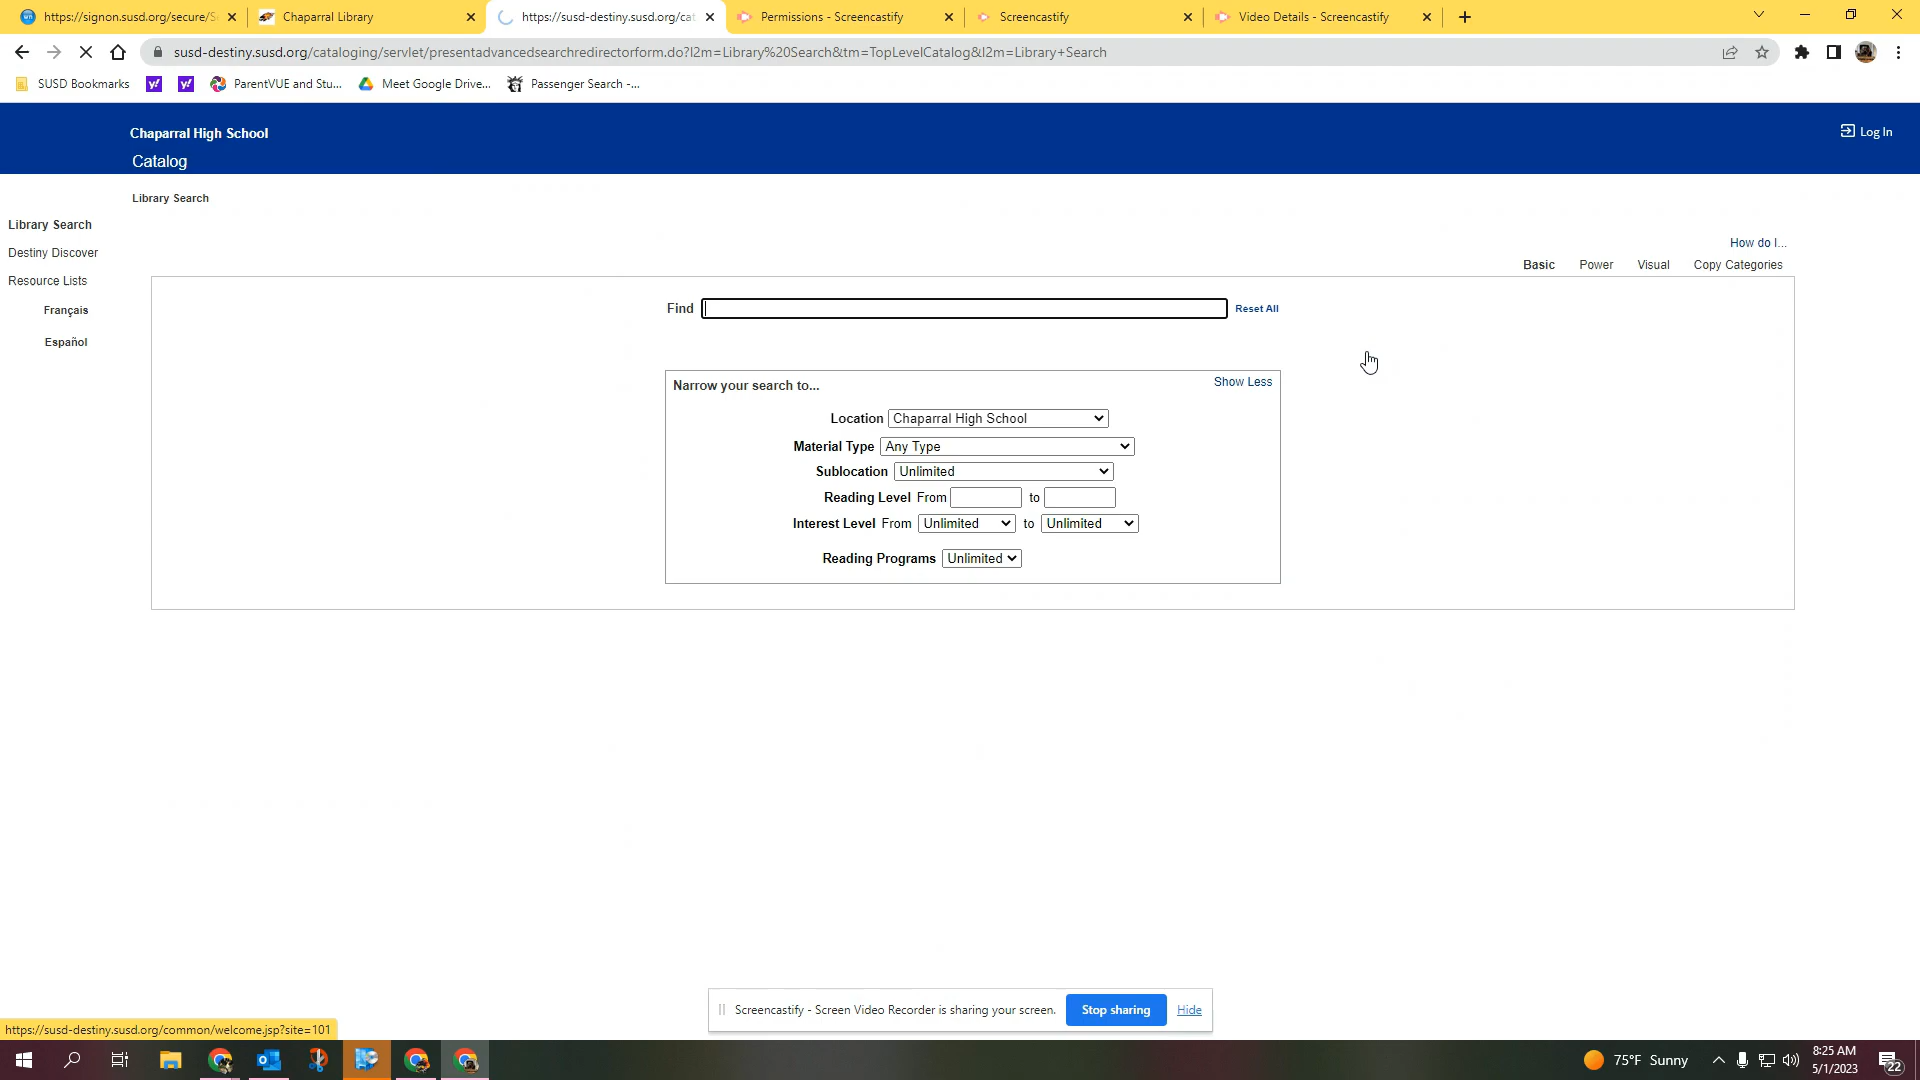 https://signon.susd.org/secure/S
Chaparral Library
https://susd-destiny.susd.org/cat
Permissions - Screencastify
Screencastify
Video Details - Screencastify
susd-destiny.susd.org/cataloging/servlet/presentadvancedsearchredirectorform.do?l2m=Library%20Search&tm=TopLevelCatalog&l2m=Library+Search
SUSD Bookmarks
y!
y!
ParentVUE and Stu...
Meet Google Drive...
Passenger Search -...
Chaparral High School
Log In
Catalog
Library Search
Library Search
Destiny Discover
Resource Lists
Français
Español
How do I...
Basic
Power
Visual
Copy Categories
Find
Reset All
Narrow your search to...
Show Less
Location Chaparral High School
Material Type Any Type
Sublocation Unlimited
Reading Level From to
Interest Level From Unlimited to Unlimited
Reading Programs Unlimited
Screencastify - Screen Video Recorder is sharing your screen.
Stop sharing
Hide
https://susd-destiny.susd.org/common/welcome.jsp?site=101
75°F Sunny
8:25 AM
5/1/2023
22